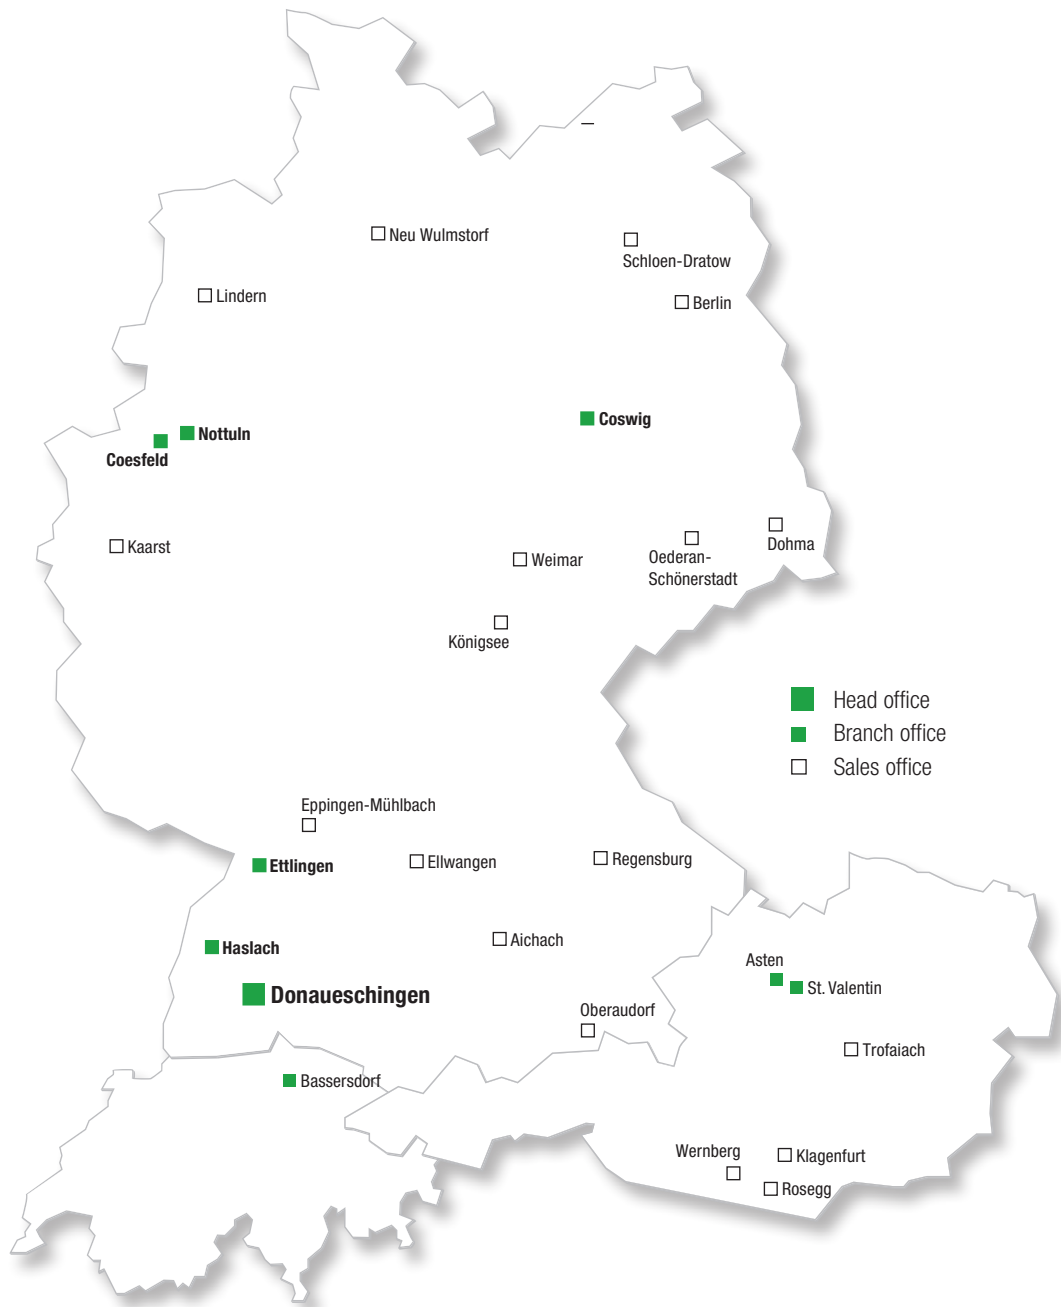 Neu Wulmstorf
Schloen-Dratow
Lindern
Berlin
Coswig
Nottuln
Coesfeld
Kaarst
Dohma
Weimar
Oederan-
Schönerstadt
Königsee
Head office
Branch office
Sales office
Eppingen-Mühlbach
Ettlingen
Ellwangen
Regensburg
Haslach
Aichach
Asten
St. Valentin
Donaueschingen
Oberaudorf
Trofaiach
Bassersdorf
Wernberg
Klagenfurt
Rosegg